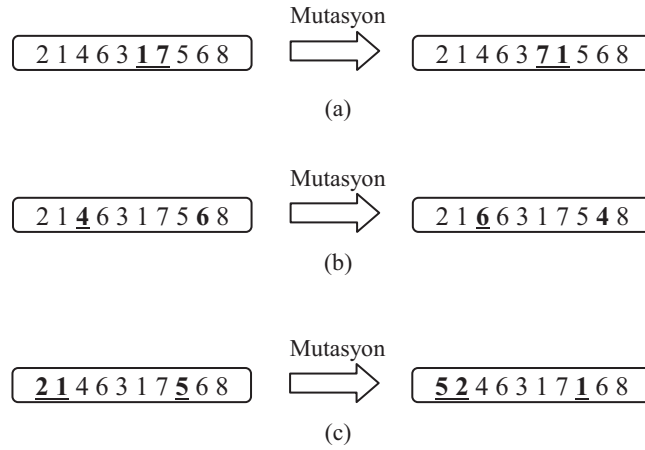 Mutasyon
2 1 4 6 3 1 7 5 6 8
2 1 4 6 3 7 1 5 6 8
(a)
Mutasyon
2 1 4 6 3 1 7 5 6 8
2 1 6 6 3 1 7 5 4 8
(b)
Mutasyon
2 1 4 6 3 1 7 5 6 8
5 2 4 6 3 1 7 1 6 8
(c)